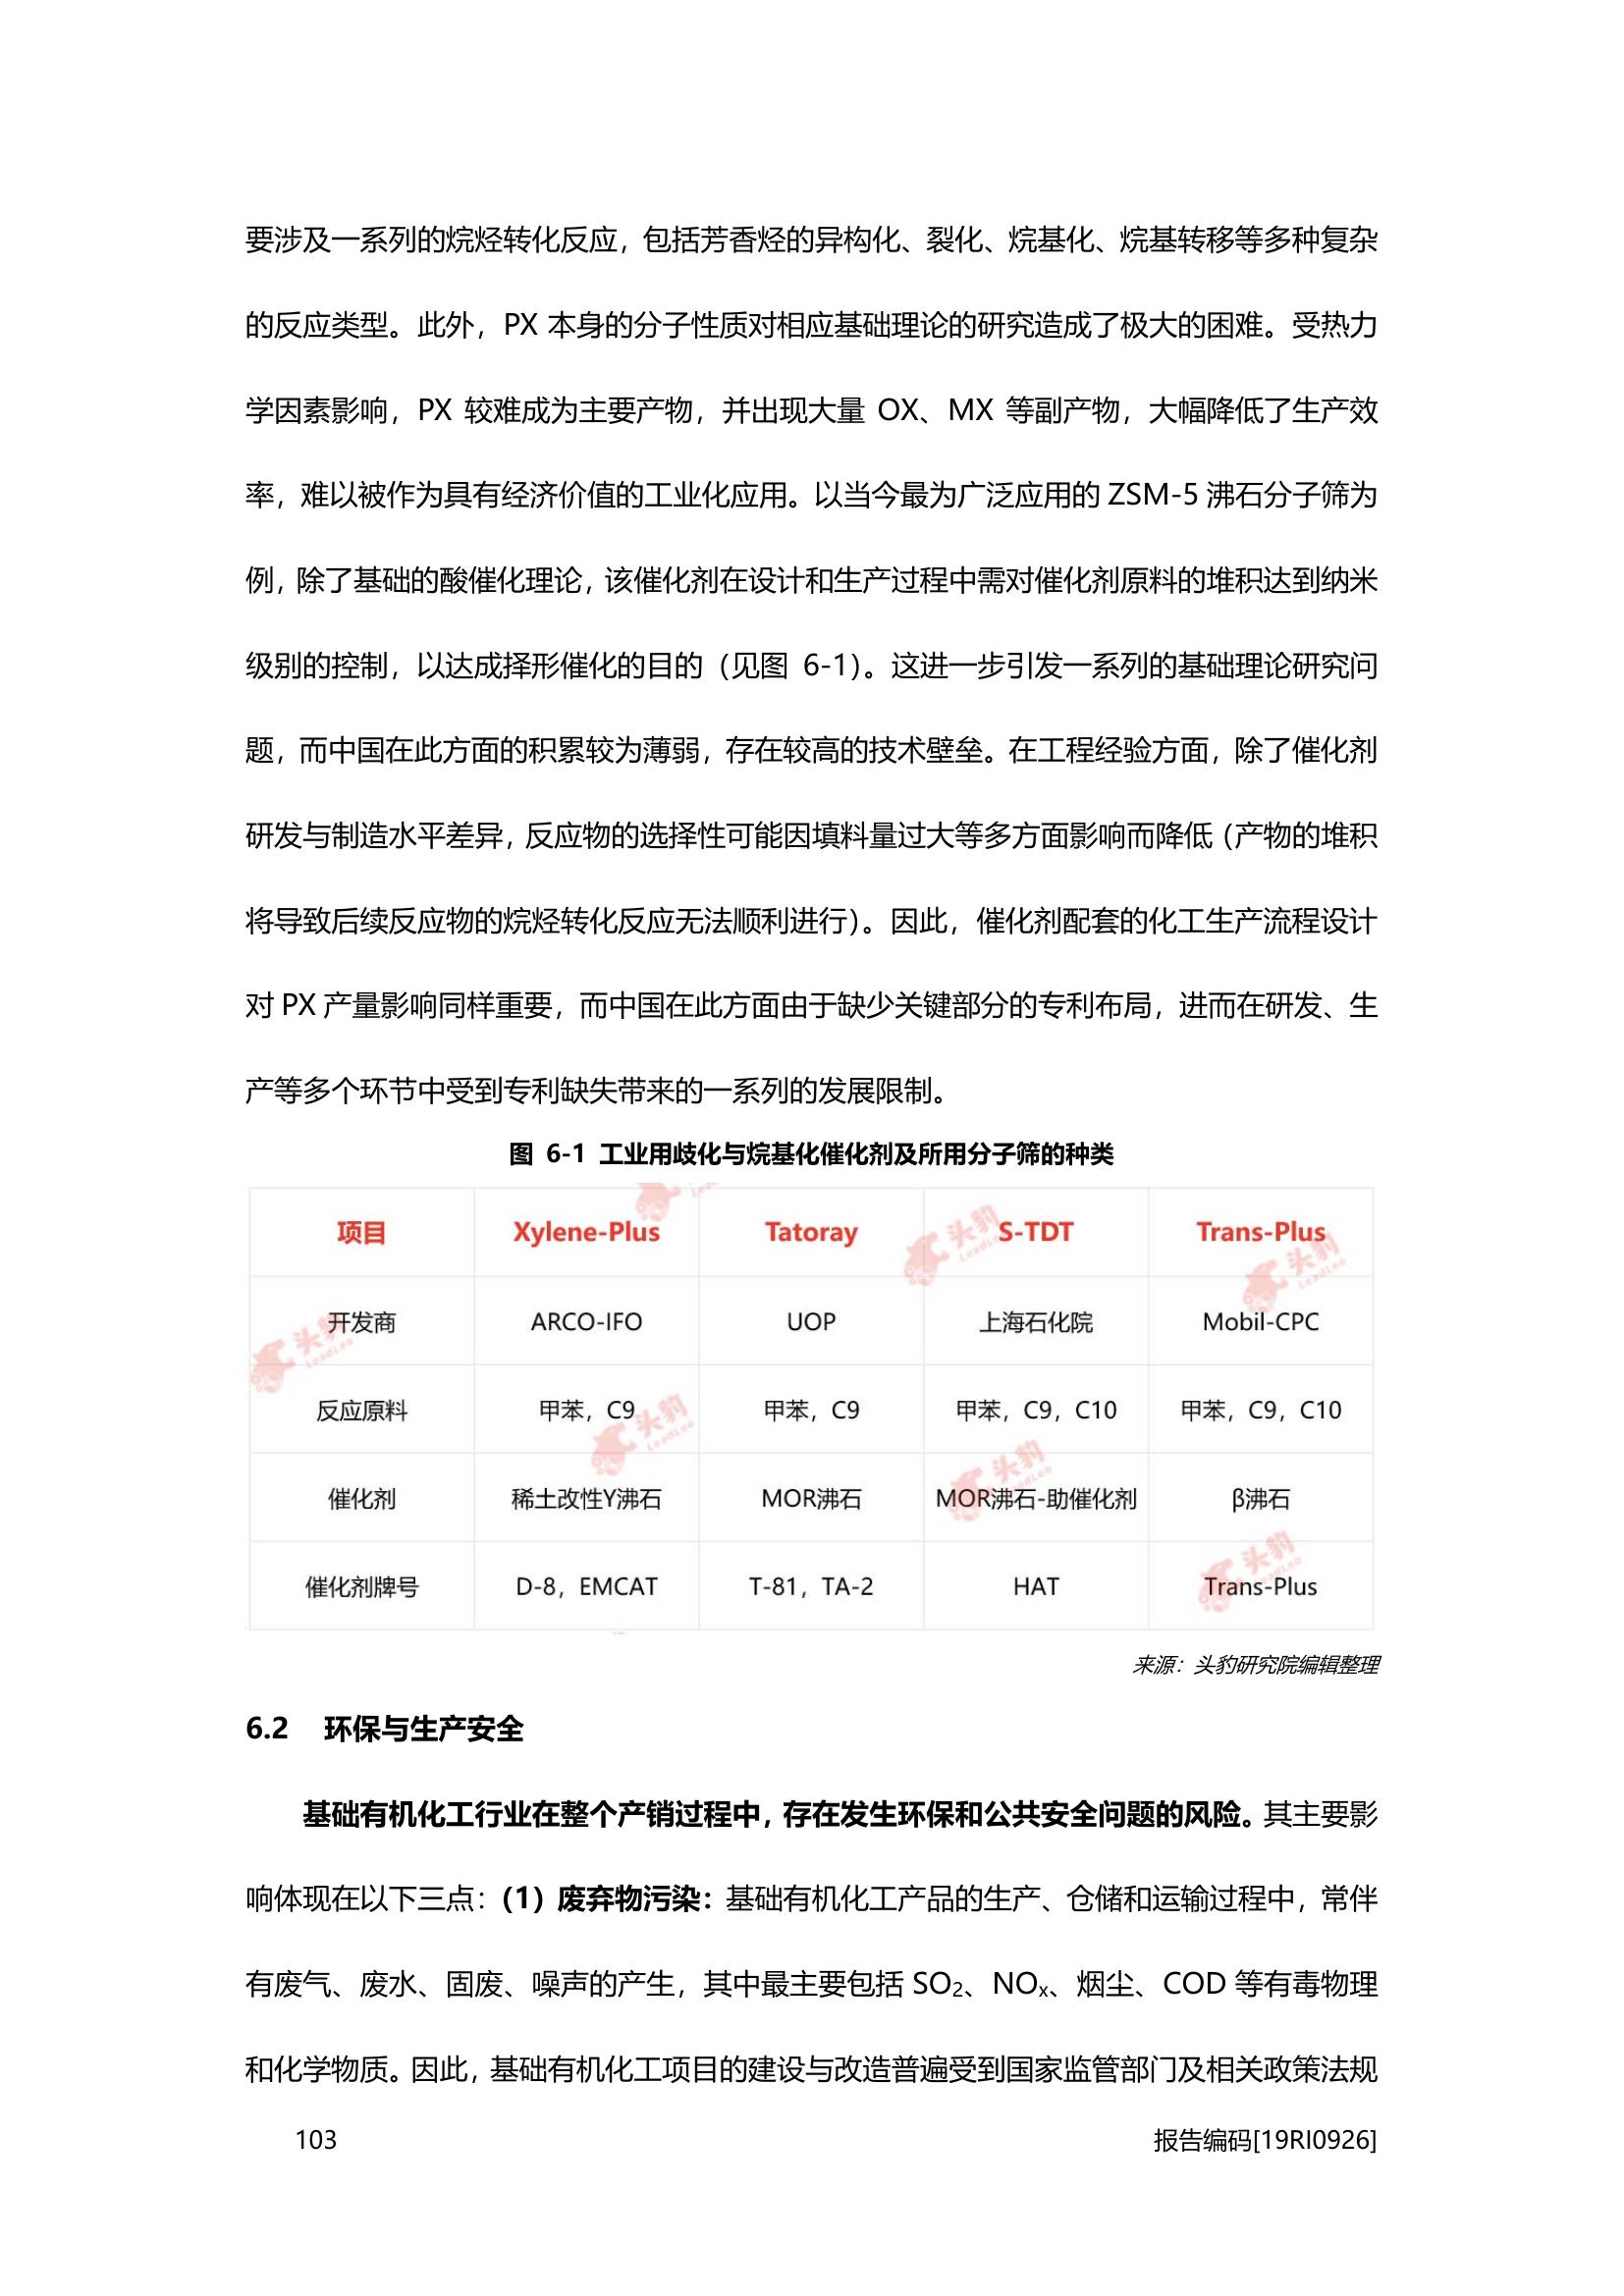 要涉及一系列的烷烃转化反应，包括芳香烃的异构化、裂化、烷基化、烷基转移等多种复杂
的反应类型。此外，PX 本身的分子性质对相应基础理论的研究造成了极大的困难。受热力
学因素影响，PX 较难成为主要产物，并出现大量 OX、MX 等副产物，大幅降低了生产效
率，难以被作为具有经济价值的工业化应用。以当今最为广泛应用的 ZSM-5 沸石分子筛为
例，除了基础的酸催化理论，该催化剂在设计和生产过程中需对催化剂原料的堆积达到纳米
级别的控制，以达成择形催化的目的（见图 6-1）。这进一步引发一系列的基础理论研究问
题，而中国在此方面的积累较为薄弱，存在较高的技术壁垒。在工程经验方面，除了催化剂
研发与制造水平差异，反应物的选择性可能因填料量过大等多方面影响而降低（产物的堆积
将导致后续反应物的烷烃转化反应无法顺利进行）。因此，催化剂配套的化工生产流程设计
对 PX 产量影响同样重要，而中国在此方面由于缺少关键部分的专利布局，进而在研发、生
产等多个环节中受到专利缺失带来的一系列的发展限制。
图 6-1 工业用歧化与烷基化催化剂及所用分子筛的种类
项目 Xylene-Plus Tatoray S-TDT Trans-Plus
开发商 ARCO-IFO UOP 上海石化院 Mobil-CPC
反应原料 甲苯，C9 甲苯，C9 甲苯，C9，C10 甲苯，C9，C10
催化剂 稀土改性Y沸石 MOR沸石 MOR沸石-助催化剂 β沸石
催化剂牌号 D-8，EMCAT T-81，TA-2 HAT Trans-Plus
头豹 LeadLeo
头豹 LeadLeo
头豹 LeadLeo
头豹 LeadLeo
头豹 LeadLeo
头豹 LeadLeo
来源：头豹研究院编辑整理
6.2 环保与生产安全
基础有机化工行业在整个产销过程中，存在发生环保和公共安全问题的风险。其主要影
响体现在以下三点：（1）废弃物污染：基础有机化工产品的生产、仓储和运输过程中，常伴
有废气、废水、固废、噪声的产生，其中最主要包括 SO₂、NOₓ、烟尘、COD 等有毒物理
和化学物质。因此，基础有机化工项目的建设与改造普遍受到国家监管部门及相关政策法规
103 报告编码[19RI0926]